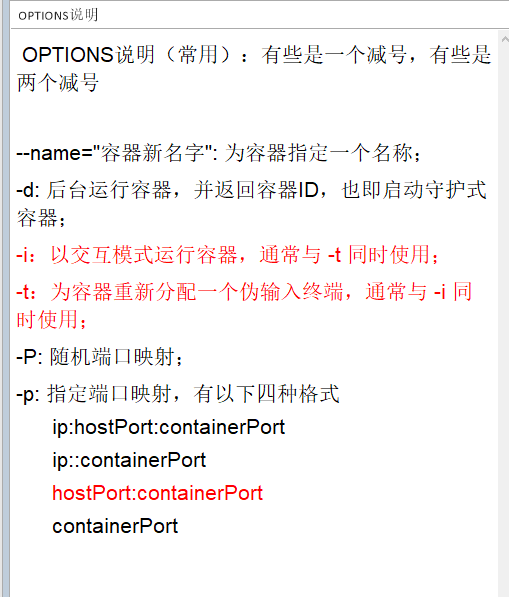 OPTIONS说明
OPTIONS说明（常用）：有些是一个减号，有些是
两个减号
--name="容器新名字": 为容器指定一个名称；
-d: 后台运行容器，并返回容器ID，也即启动守护式
容器；
-i：以交互模式运行容器，通常与 -t 同时使用；
-t：为容器重新分配一个伪输入终端，通常与 -i 同
时使用；
-P: 随机端口映射；
-p: 指定端口映射，有以下四种格式
ip:hostPort:containerPort
ip::containerPort
hostPort:containerPort
containerPort